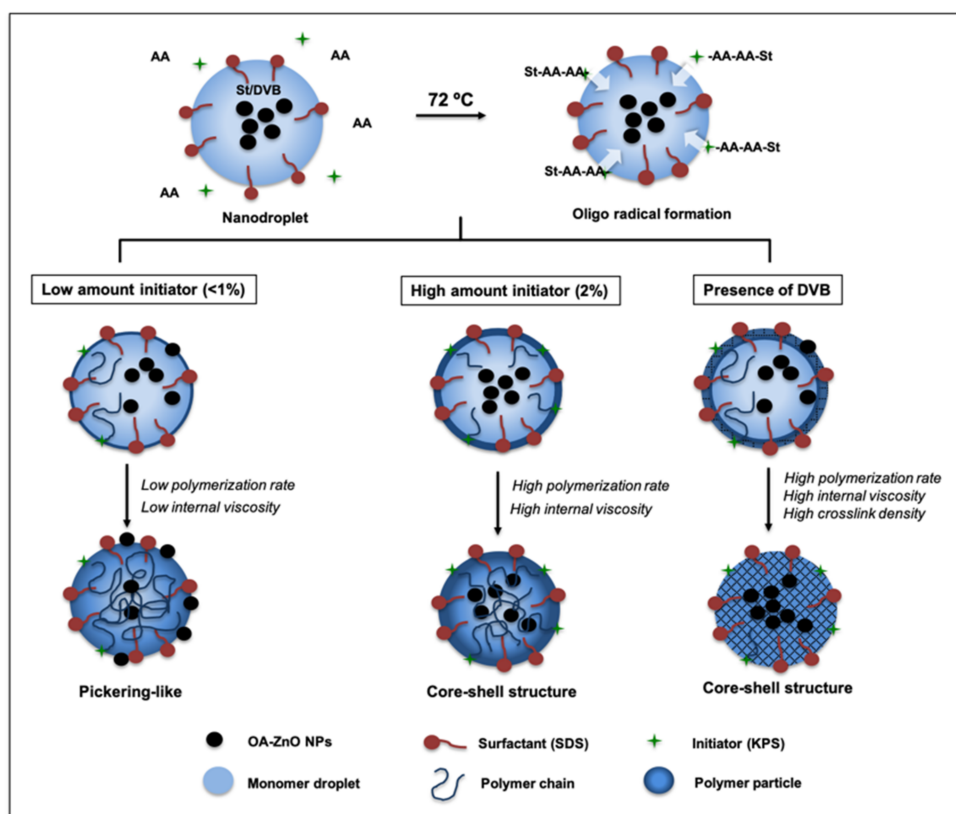 AA
AA
St/DVB
AA
AA
Nanodroplet
72 ºC
St-AA-AA-
-AA-AA-St
-AA-AA-St
St-AA-AA-
Oligo radical formation
Low amount initiator (<1%)
High amount initiator (2%)
Presence of DVB
Low polymerization rate
Low internal viscosity
High polymerization rate
High internal viscosity
High polymerization rate
High internal viscosity
High crosslink density
Pickering-like
Core-shell structure
Core-shell structure
OA-ZnO NPs
Surfactant (SDS)
Initiator (KPS)
Monomer droplet
Polymer chain
Polymer particle